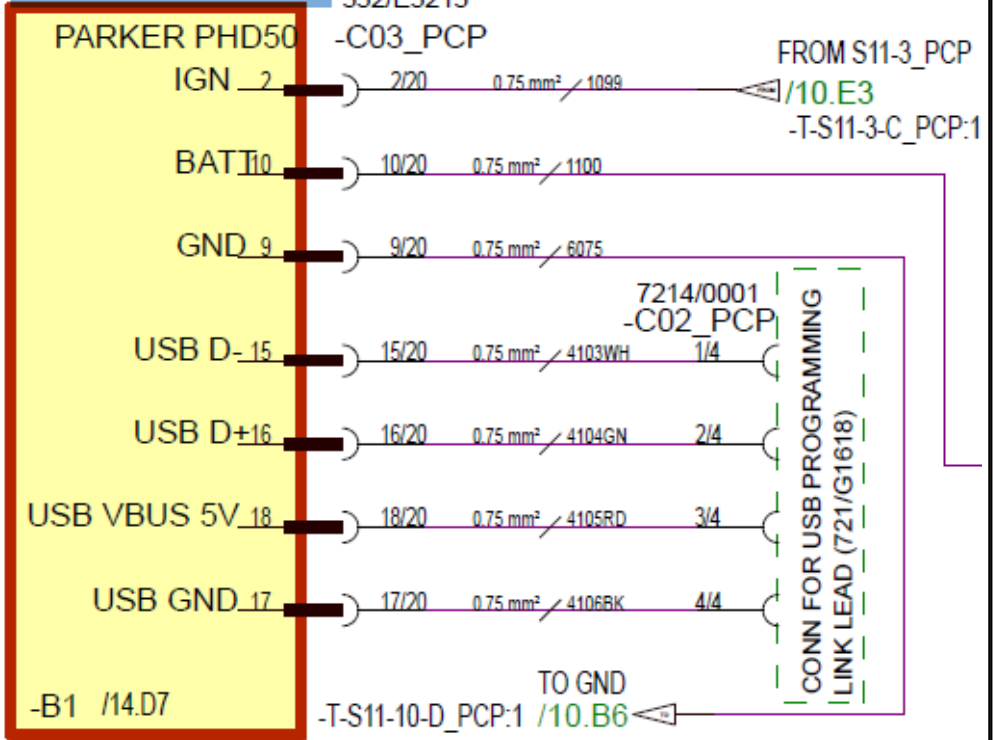 PARKER PHD50
-C03_PCP
FROM S11-3_PCP
IGN 2 2/20 0.75 mm² 1099
/10.E3
-T-S11-3-C_PCP:1
BATT 10 10/20 0.75 mm² 1100
GND 9 9/20 0.75 mm² 6075
7214/0001
-C02_PCP
USB D- 15 15/20 0.75 mm² 4103WH 1/4
USB D+ 16 16/20 0.75 mm² 4104GN 2/4
USB VBUS 5V 18 18/20 0.75 mm² 4105RD 3/4
USB GND 17 17/20 0.75 mm² 4106BK 4/4
CONN FOR USB PROGRAMMING
LINK LEAD (721/G1618)
-B1 /14.D7
TO GND
-T-S11-10-D_PCP:1 /10.B6